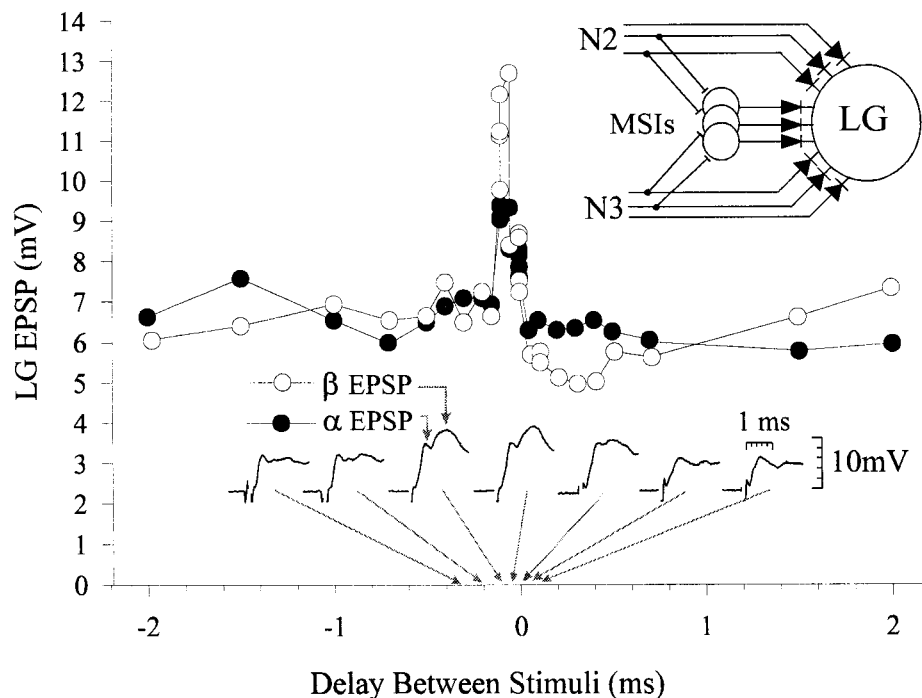 14
13
12
11
10
9
8
7
6
5
4
3
2
1
0
LG EPSP (mV)
N2
MSIs
LG
N3
β EPSP
α EPSP
1 ms
10mV
-2
-1
0
1
2
Delay Between Stimuli (ms)